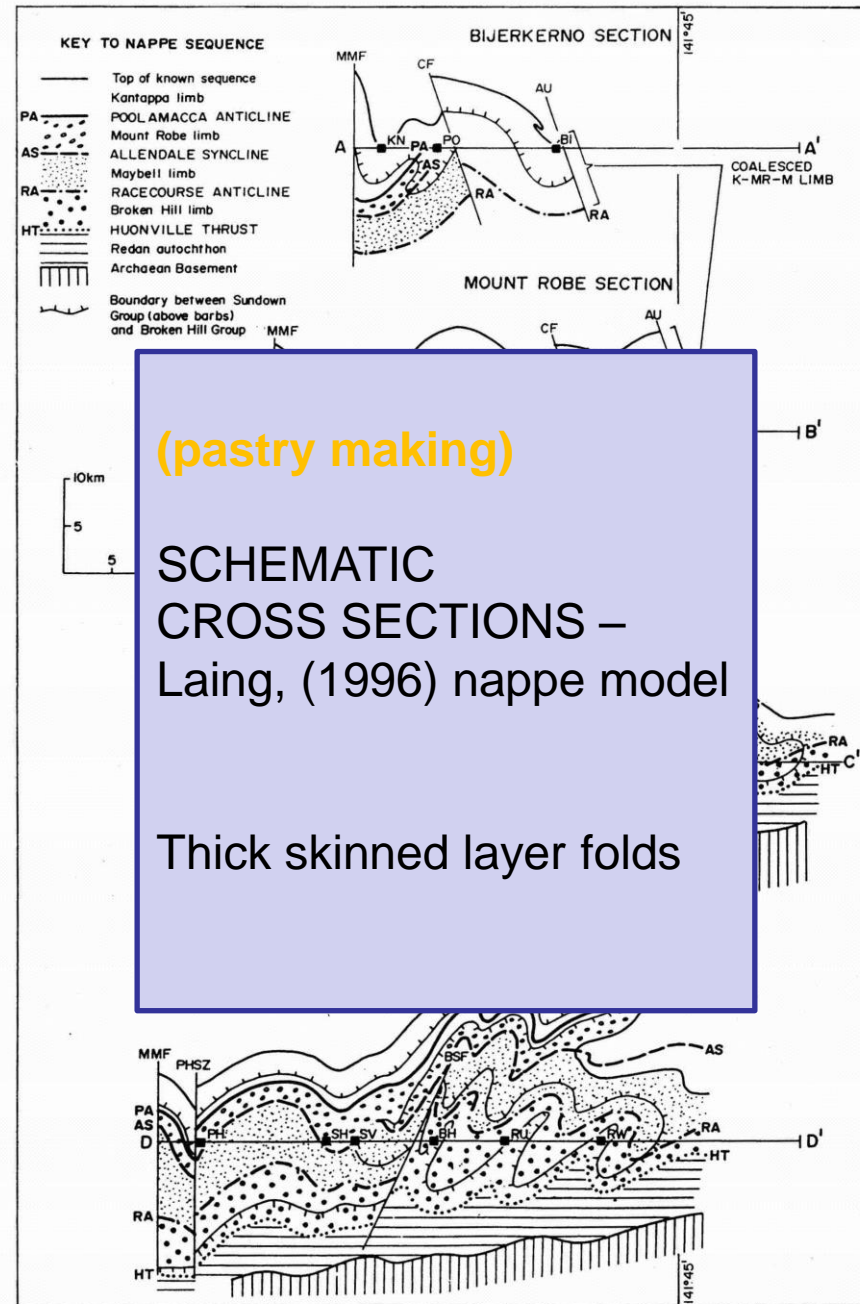 KEY TO NAPPE SEQUENCE
Top of known sequence
Kantappa limb
PA POOLAMACCA ANTICLINE
Mount Robe limb
AS ALLENDALE SYNCLINE
Maybell limb
RA RACECOURSE ANTICLINE
Broken Hill limb
HT HUONVILLE THRUST
Redan autochthon
Archaean Basement
Boundary between Sundown
Group (above barbs)
and Broken Hill Group
BIJERKERNO SECTION
141°45'
MMF
CF
AU
A
KN
PA
PO
BI
A'
AS
RA
RA
COALESCED
K-MR-M LIMB
MOUNT ROBE SECTION
MMF
CF
AU
B'
10km
5
5
(pastry making)
SCHEMATIC
CROSS SECTIONS –
Laing, (1996) nappe model
Thick skinned layer folds
RA
C'
HT
MMF
PHSZ
BSF
AS
PA
AS
D
PH
SH
SV
BH
RU
RW
RA
D'
HT
RA
HT
141°45'